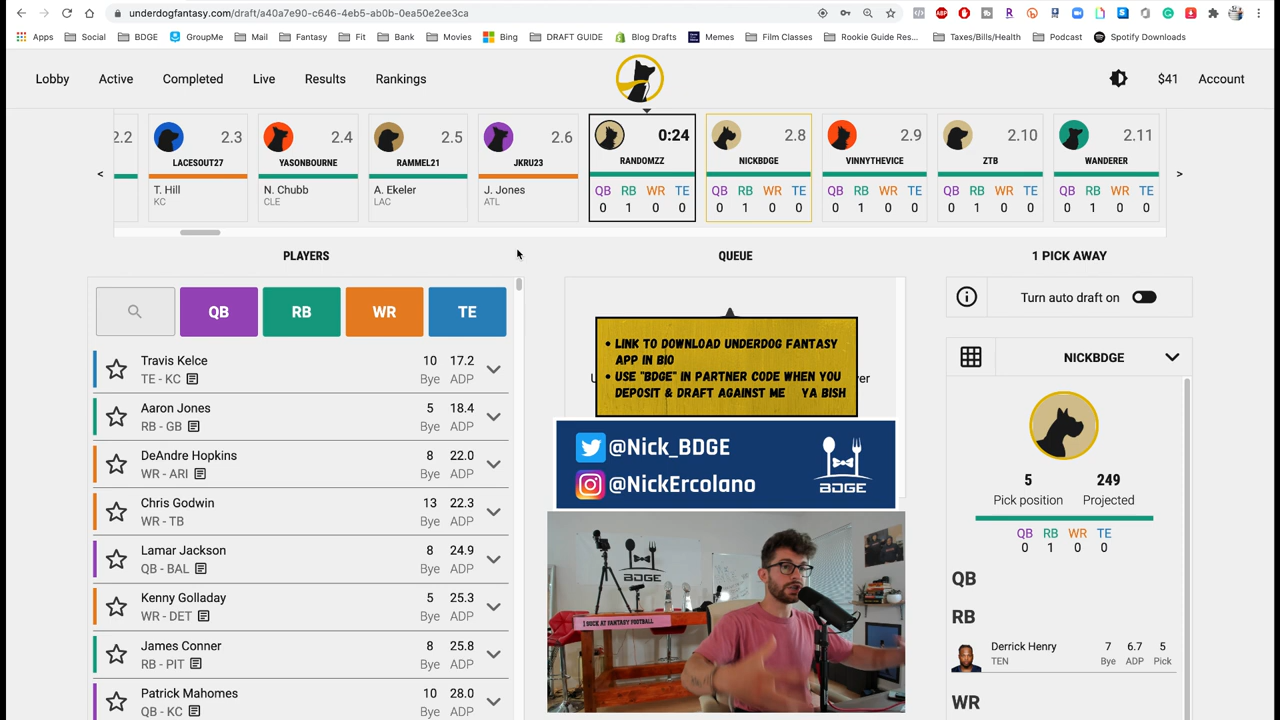 underdogfantasy.com/draft/a40a7e90-c646-4eb5-ab0b-0ea50e2ee3ca
Apps Social BDGE GroupMe Mail Fantasy Fit Bank Movies Bing DRAFT GUIDE Blog Drafts Memes Film Classes Rookie Guide Res... Taxes/Bills/Health Podcast Spotify Downloads
Lobby Active Completed Live Results Rankings $41 Account
2.2 2.3 2.4 2.5 2.6 0:24 2.8 2.9 2.10 2.11
LACESOUT27 YASONBOURNE RAMMEL21 JKRU23 RANDOMZZ NICKBDGE VINNYTHEVICE ZTB WANDERER
< T. Hill N. Chubb A. Ekeler J. Jones QB RB WR TE QB RB WR TE QB RB WR TE QB RB WR TE QB RB WR TE >
KC CLE LAC ATL 0 1 0 0 0 1 0 0 0 1 0 0 0 1 0 0 0 1 0 0
PLAYERS QUEUE 1 PICK AWAY
QB RB WR TE
Turn auto draft on
Travis Kelce 10 17.2
TE - KC Bye ADP
Aaron Jones 5 18.4
RB - GB Bye ADP
DeAndre Hopkins 8 22.0
WR - ARI Bye ADP
Chris Godwin 13 22.3
WR - TB Bye ADP
Lamar Jackson 8 24.9
QB - BAL Bye ADP
Kenny Golladay 5 25.3
WR - DET Bye ADP
James Conner 8 25.8
RB - PIT Bye ADP
Patrick Mahomes 10 28.0
QB - KC Bye ADP
• LINK TO DOWNLOAD UNDERDOG FANTASY
APP IN BIO
• USE "BDGE" IN PARTNER CODE WHEN YOU
DEPOSIT & DRAFT AGAINST ME YA BISH
@Nick_BDGE
@NickErcolano
BDGE
BDGE
I SUCK AT FANTASY FOOTBALL
NICKBDGE
5 249
Pick position Projected
QB RB WR TE
0 1 0 0
QB
RB
Derrick Henry 7 6.7 5
TEN Bye ADP Pick
WR